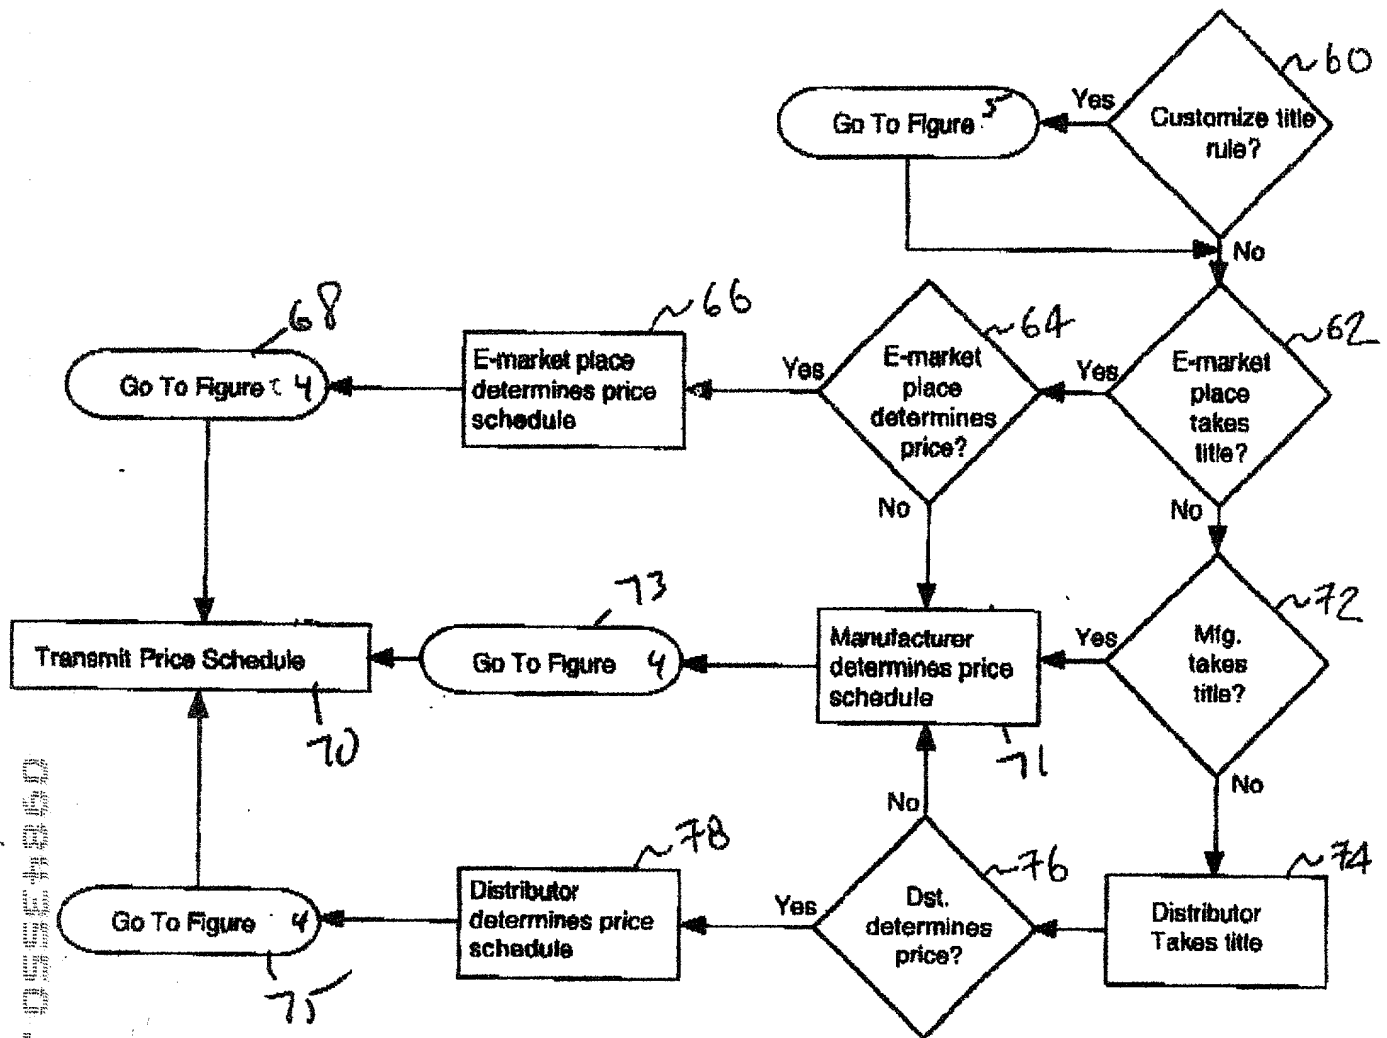 ~60
Customize title
rule?
Yes
Go To Figure 5
No
68
~66
~64
~62
Go To Figure 4
E-market place
determines price
schedule
Yes
E-market
place
determines
price?
Yes
E-market
place
takes
title?
No
No
73
~72
Transmit Price Schedule
Go To Figure 4
Manufacturer
determines price
schedule
Yes
Mfg.
takes
title?
70
71
No
No
78
~76
~74
Go To Figure 4
Distributor
determines price
schedule
Yes
Dst.
determines
price?
Distributor
Takes title
75